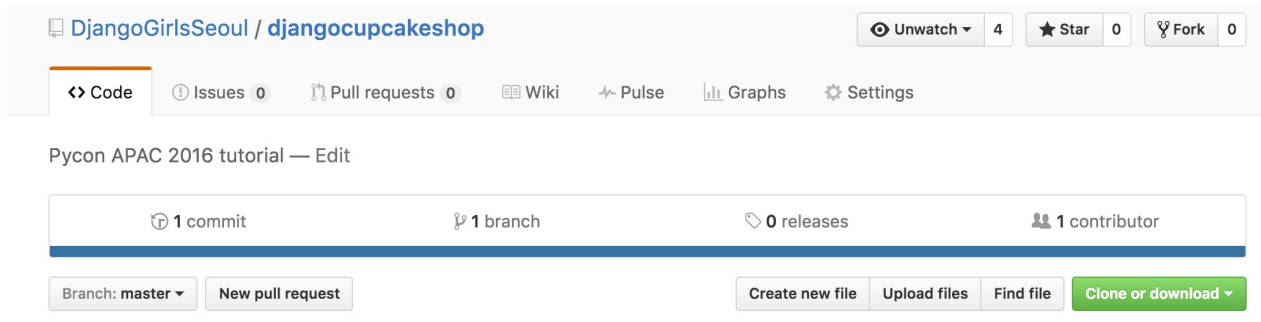 DjangoGirlsSeoul / djangocupcakeshop Unwatch 4 Star 0 Fork 0
Code Issues 0 Pull requests 0 Wiki Pulse Graphs Settings
Pycon APAC 2016 tutorial — Edit
1 commit 1 branch 0 releases 1 contributor
Branch: master New pull request Create new file Upload files Find file Clone or download